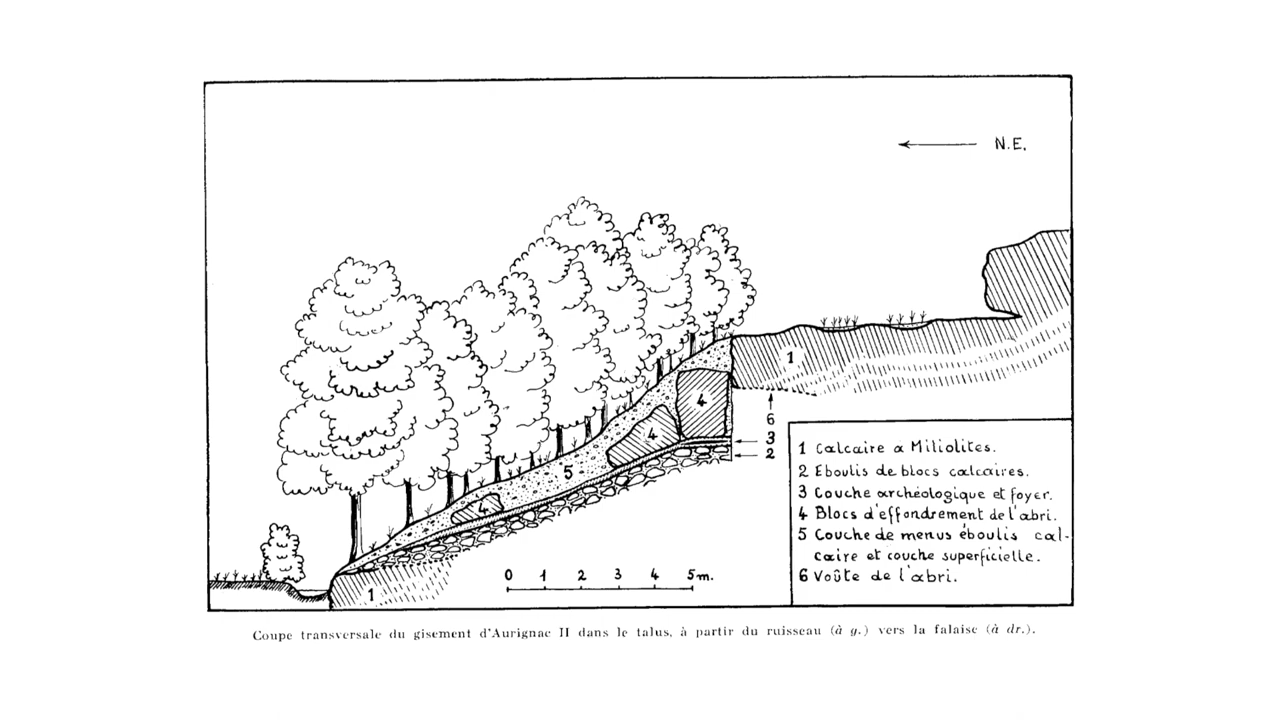 N.E.
1
4
6
4
3
2
5
4
1
0 1 2 3 4 5 m.
1 Calcaire a Miliolites.
2 Eboulis de blocs calcaires.
3 Couche archéologique et foyer.
4 Blocs d'effondrement de l'abri.
5 Couche de menus éboulis cal-
caire et couche superficielle.
6 Voûte de l'abri.
Coupe transversale du gisement d'Aurignac II dans le talus, à partir du ruisseau (à g.) vers la falaise (à dr.).